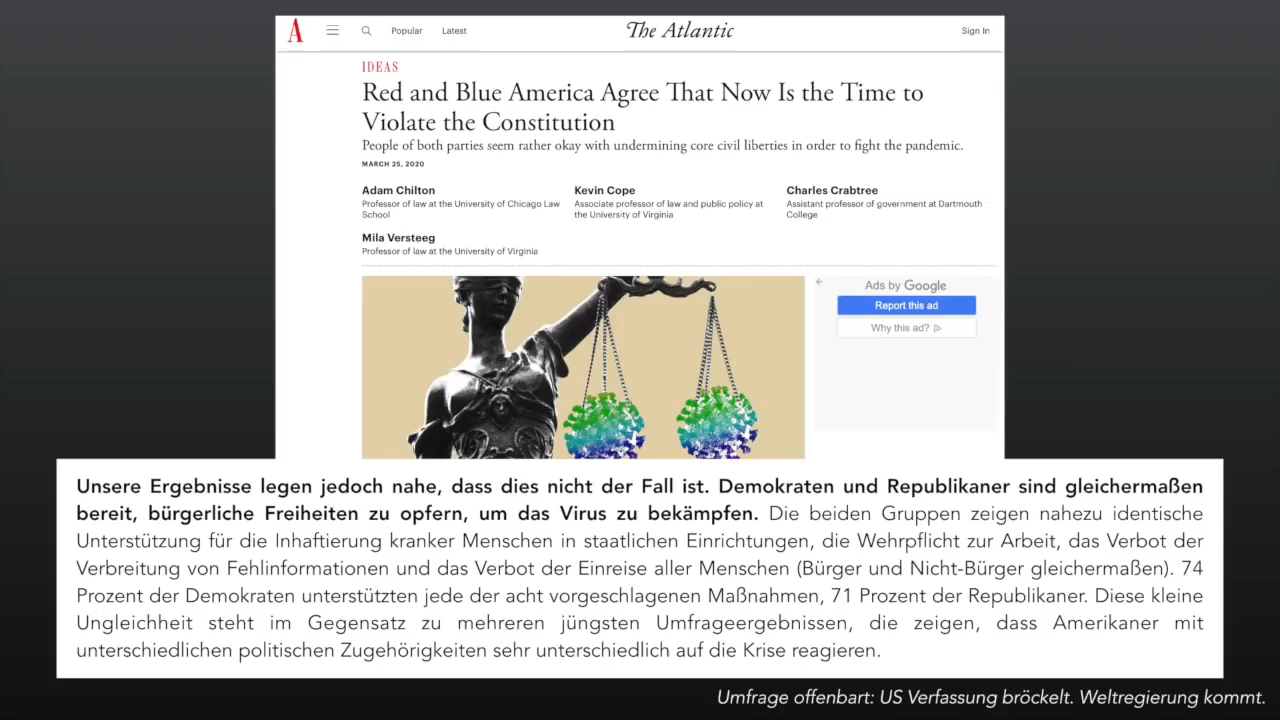 A Popular Latest The Atlantic Sign In
IDEAS
Red and Blue America Agree That Now Is the Time to
Violate the Constitution
People of both parties seem rather okay with undermining core civil liberties in order to fight the pandemic.
MARCH 25, 2020
Adam Chilton
Professor of law at the University of Chicago Law
School
Kevin Cope
Associate professor of law and public policy at
the University of Virginia
Charles Crabtree
Assistant professor of government at Dartmouth
College
Mila Versteeg
Professor of law at the University of Virginia
Ads by Google
Report this ad
Why this ad?
Unsere Ergebnisse legen jedoch nahe, dass dies nicht der Fall ist. Demokraten und Republikaner sind gleichermaßen
bereit, bürgerliche Freiheiten zu opfern, um das Virus zu bekämpfen. Die beiden Gruppen zeigen nahezu identische
Unterstützung für die Inhaftierung kranker Menschen in staatlichen Einrichtungen, die Wehrpflicht zur Arbeit, das Verbot der
Verbreitung von Fehlinformationen und das Verbot der Einreise aller Menschen (Bürger und Nicht-Bürger gleichermaßen). 74
Prozent der Demokraten unterstützten jede der acht vorgeschlagenen Maßnahmen, 71 Prozent der Republikaner. Diese kleine
Ungleichheit steht im Gegensatz zu mehreren jüngsten Umfrageergebnissen, die zeigen, dass Amerikaner mit
unterschiedlichen politischen Zugehörigkeiten sehr unterschiedlich auf die Krise reagieren.
Umfrage offenbart: US Verfassung bröckelt. Weltregierung kommt.